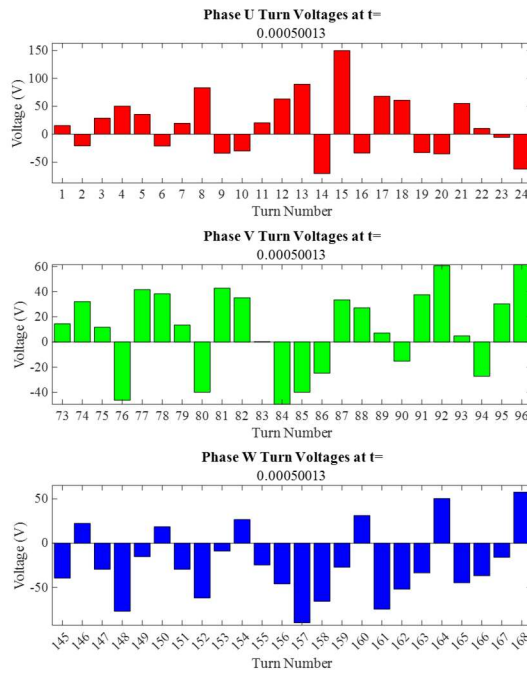 Phase U Turn Voltages at t=
0.00050013
150
100
50
0
-50
Voltage (V)
1 2 3 4 5 6 7 8 9 10 11 12 13 14 15 16 17 18 19 20 21 22 23 24
Turn Number
Phase V Turn Voltages at t=
0.00050013
60
40
20
0
-20
-40
Voltage (V)
73 74 75 76 77 78 79 80 81 82 83 84 85 86 87 88 89 90 91 92 93 94 95 96
Turn Number
Phase W Turn Voltages at t=
0.00050013
50
0
-50
Voltage (V)
145 146 147 148 149 150 151 152 153 154 155 156 157 158 159 160 161 162 163 164 165 166 167 168
Turn Number